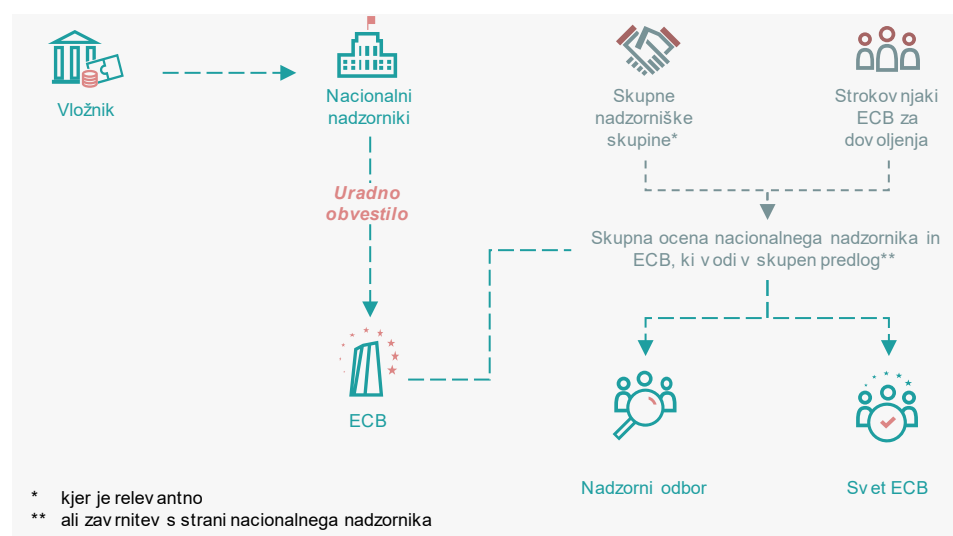 Vložnik
Nacionalni
nadzorniki
Skupne
nadzorniške
skupine*
Strokovnjaki
ECB za
dovoljenja
Uradno
obvestilo
Skupna ocena nacionalnega nadzornika in
ECB, ki vodi v skupen predlog**
ECB
Nadzorni odbor
Svet ECB
* kjer je relevantno
** ali zavrnitev s strani nacionalnega nadzornika